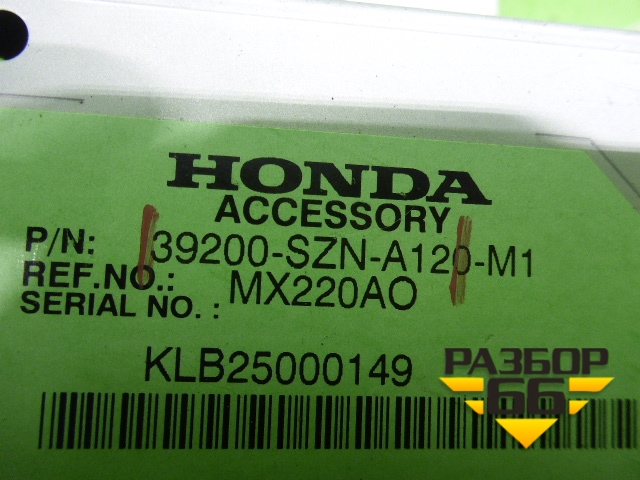 HONDA
ACCESSORY
P/N: 39200-SZN-A120-M1
REF.NO.: MX220AO
SERIAL NO. :
KLB25000149
РАЗБОР
66